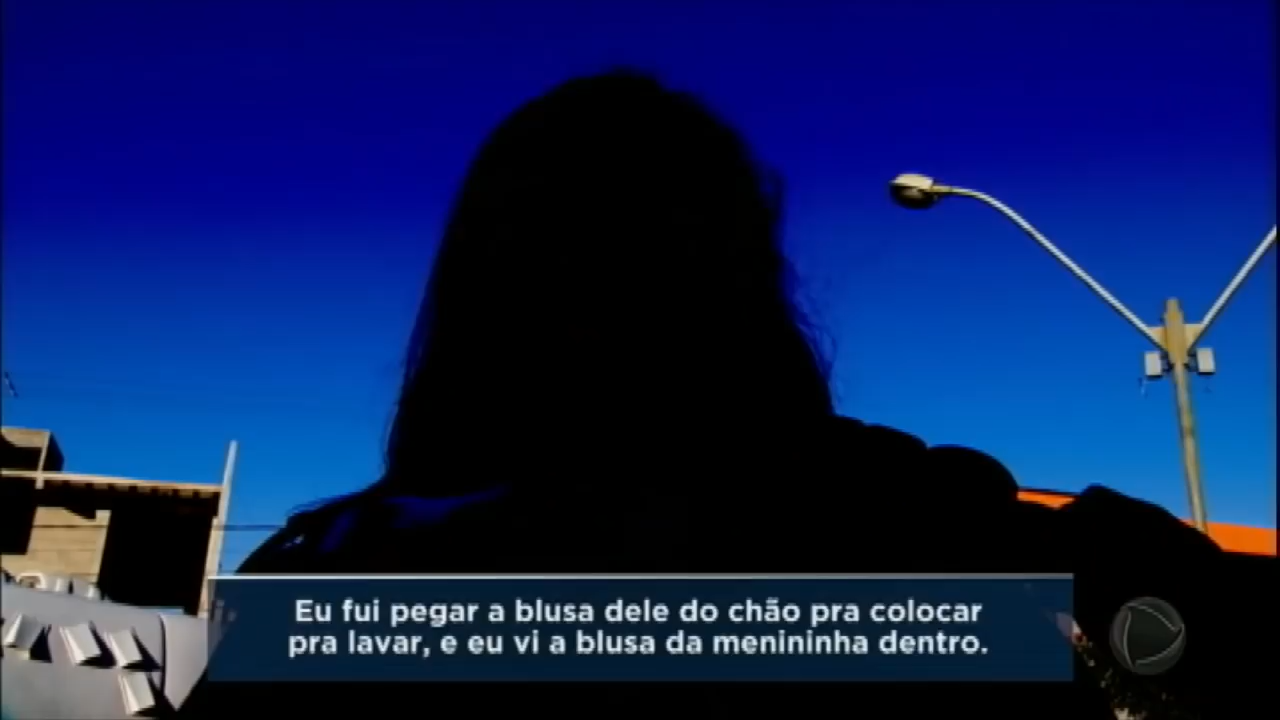 Eu fui pegar a blusa dele do chão pra colocar
pra lavar, e eu vi a blusa da menininha dentro.